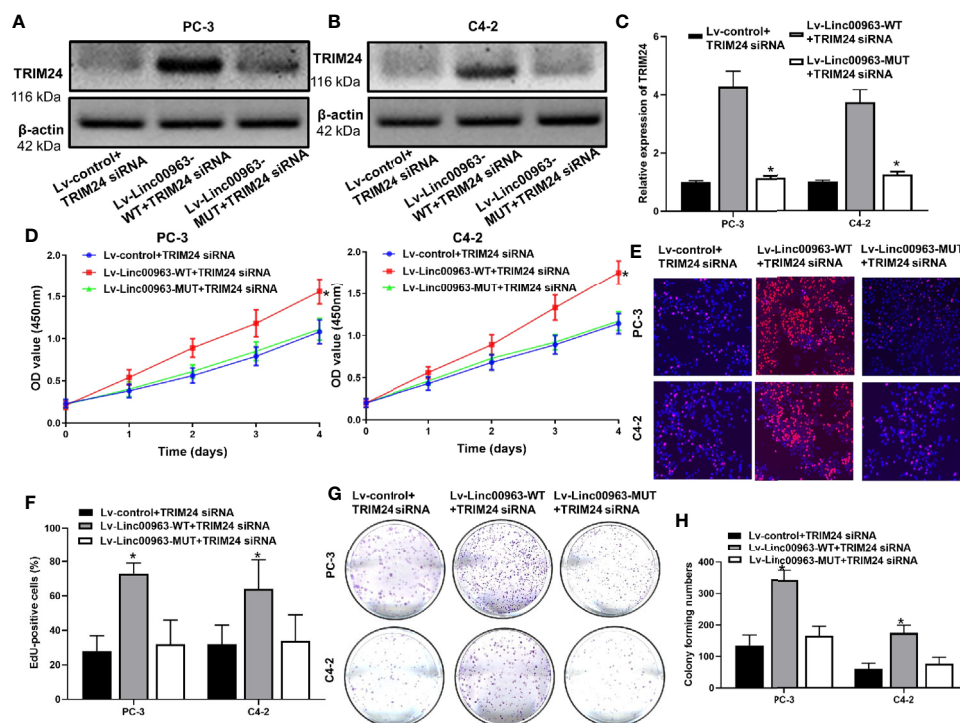 A
PC-3
TRIM24
116 kDa
β-actin
42 kDa
Lv-control+
TRIM24 siRNA
Lv-Linc00963-
WT+TRIM24 siRNA
Lv-Linc00963-
MUT+TRIM24 siRNA
B
C4-2
TRIM24
116 kDa
β-actin
42 kDa
Lv-control+
TRIM24 siRNA
Lv-Linc00963-
WT+TRIM24 siRNA
Lv-Linc00963-
MUT+TRIM24 siRNA
C
Lv-control+
TRIM24 siRNA
Lv-Linc00963-WT
+TRIM24 siRNA
Lv-Linc00963-MUT
+TRIM24 siRNA
Relative expression of TRIM24
6
4
2
0
*
*
PC-3
C4-2
D
PC-3
Lv-control+TRIM24 siRNA
Lv-Linc00963-WT+TRIM24 siRNA
Lv-Linc00963-MUT+TRIM24 siRNA
OD value (450nm)
2.0
1.5
1.0
0.5
0.0
*
0 1 2 3 4
Time (days)
C4-2
Lv-control+TRIM24 siRNA
Lv-Linc00963-WT+TRIM24 siRNA
Lv-Linc00963-MUT+TRIM24 siRNA
OD value (450nm)
2.0
1.5
1.0
0.5
0.0
*
0 1 2 3 4
Time (days)
E
Lv-control+
TRIM24 siRNA
Lv-Linc00963-WT
+TRIM24 siRNA
Lv-Linc00963-MUT
+TRIM24 siRNA
PC-3
C4-2
F
Lv-control+TRIM24 siRNA
Lv-Linc00963-WT+TRIM24 siRNA
Lv-Linc00963-MUT+TRIM24 siRNA
EdU-positive cells (%)
100
80
60
40
20
0
*
*
PC-3
C4-2
G
Lv-control+
TRIM24 siRNA
Lv-Linc00963-WT
+TRIM24 siRNA
Lv-Linc00963-MUT
+TRIM24 siRNA
PC-3
C4-2
H
Lv-control+TRIM24 siRNA
Lv-Linc00963-WT+TRIM24 siRNA
Lv-Linc00963-MUT+TRIM24 siRNA
Colony forming numbers
400
300
200
100
0
*
*
PC-3
C4-2